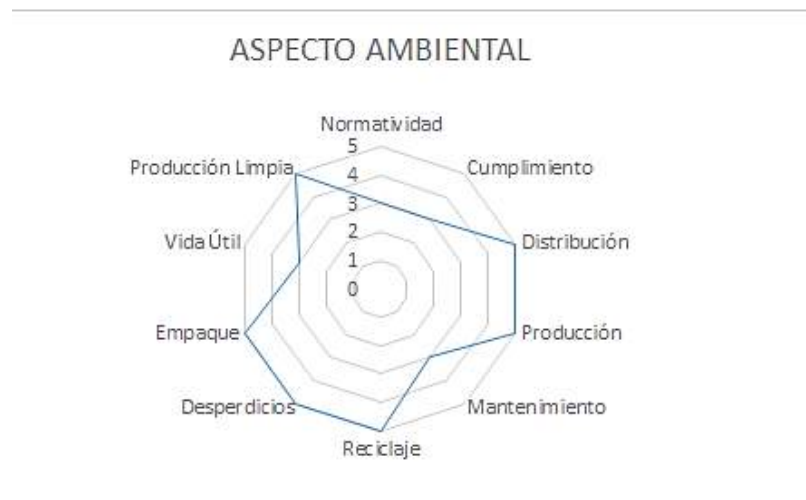 ASPECTO AMBIENTAL
Normatividad
5
Producción Limpia
4
Cumplimiento
3
Vida Útil
2
Distribución
1
0
Empaque
Producción
Desperdicios
Mantenimiento
Reciclaje